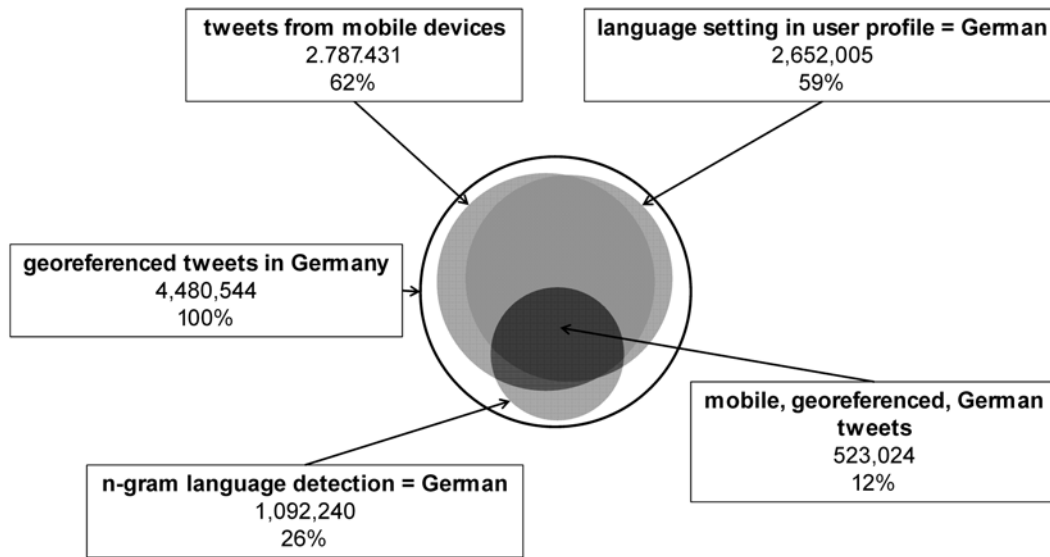 tweets from mobile devices
2.787.431
62%
language setting in user profile = German
2,652,005
59%
georeferenced tweets in Germany
4,480,544
100%
mobile, georeferenced, German
tweets
523,024
12%
n-gram language detection = German
1,092,240
26%